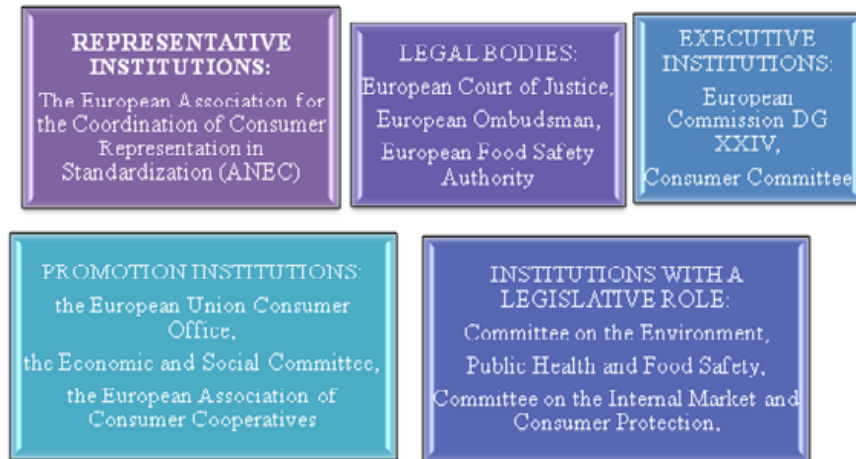 REPRESENTATIVE
INSTITUTIONS:
The European Association for
the Coordination of Consumer
Representation in
Standardization (ANEC)
LEGAL BODIES:
European Court of Justice,
European Ombudsman,
European Food Safety
Authority
EXECUTIVE
INSTITUTIONS:
European
Commission DG
XXIV,
Consumer Committee
PROMOTION INSTITUTIONS:
the European Union Consumer
Office,
the Economic and Social Committee,
the European Association of
Consumer Cooperatives
INSTITUTIONS WITH A
LEGISLATIVE ROLE:
Committee on the Environment,
Public Health and Food Safety,
Committee on the Internal Market and
Consumer Protection,